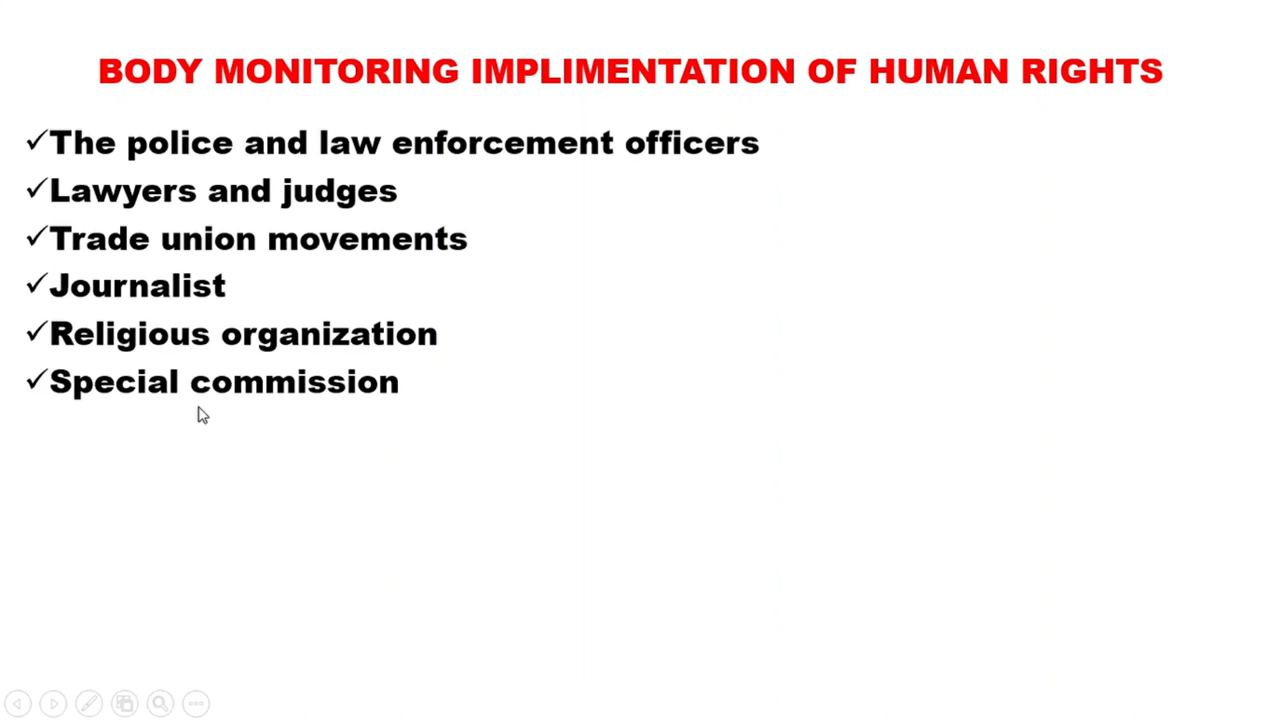 BODY MONITORING IMPLIMENTATION OF HUMAN RIGHTS
✓The police and law enforcement officers
✓Lawyers and judges
✓Trade union movements
✓Journalist
✓Religious organization
✓Special commission